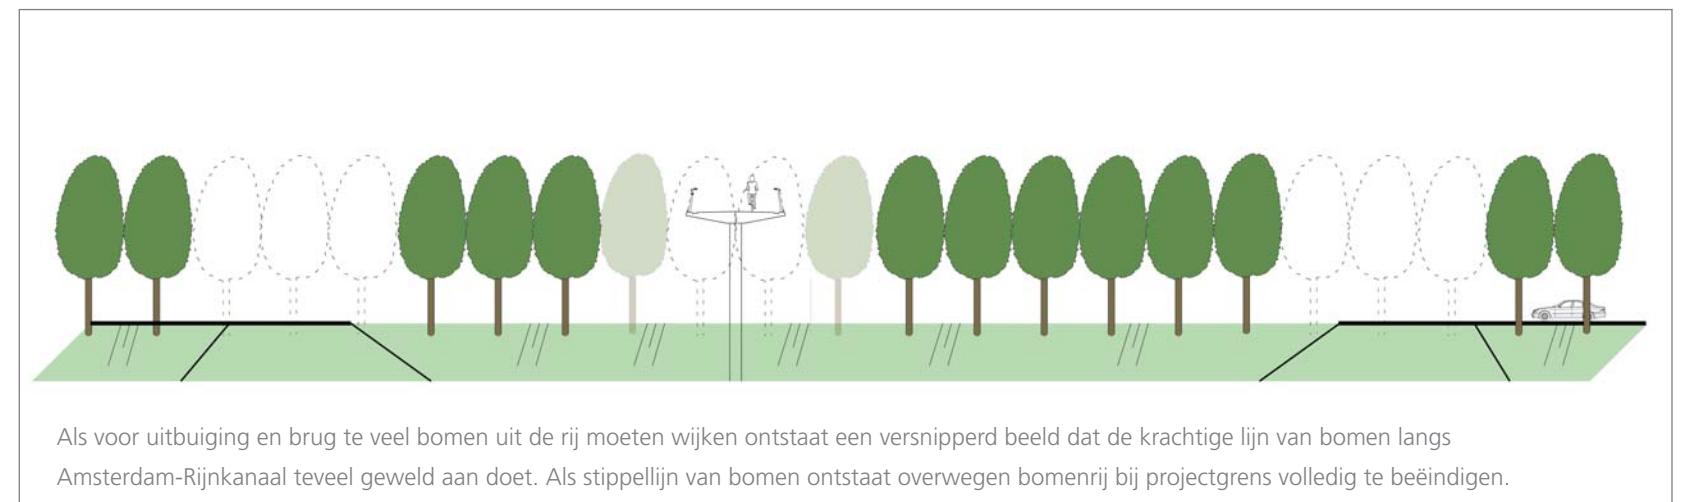 Als voor uitbuiging en brug te veel bomen uit de rij moeten wijken ontstaat een versnipperd beeld dat de krachtige lijn van bomen langs
Amsterdam-Rijnkanaal teveel geweld aan doet. Als stippellijn van bomen ontstaat overwegen bomenrij bij projectgrens volledig te beëindigen.